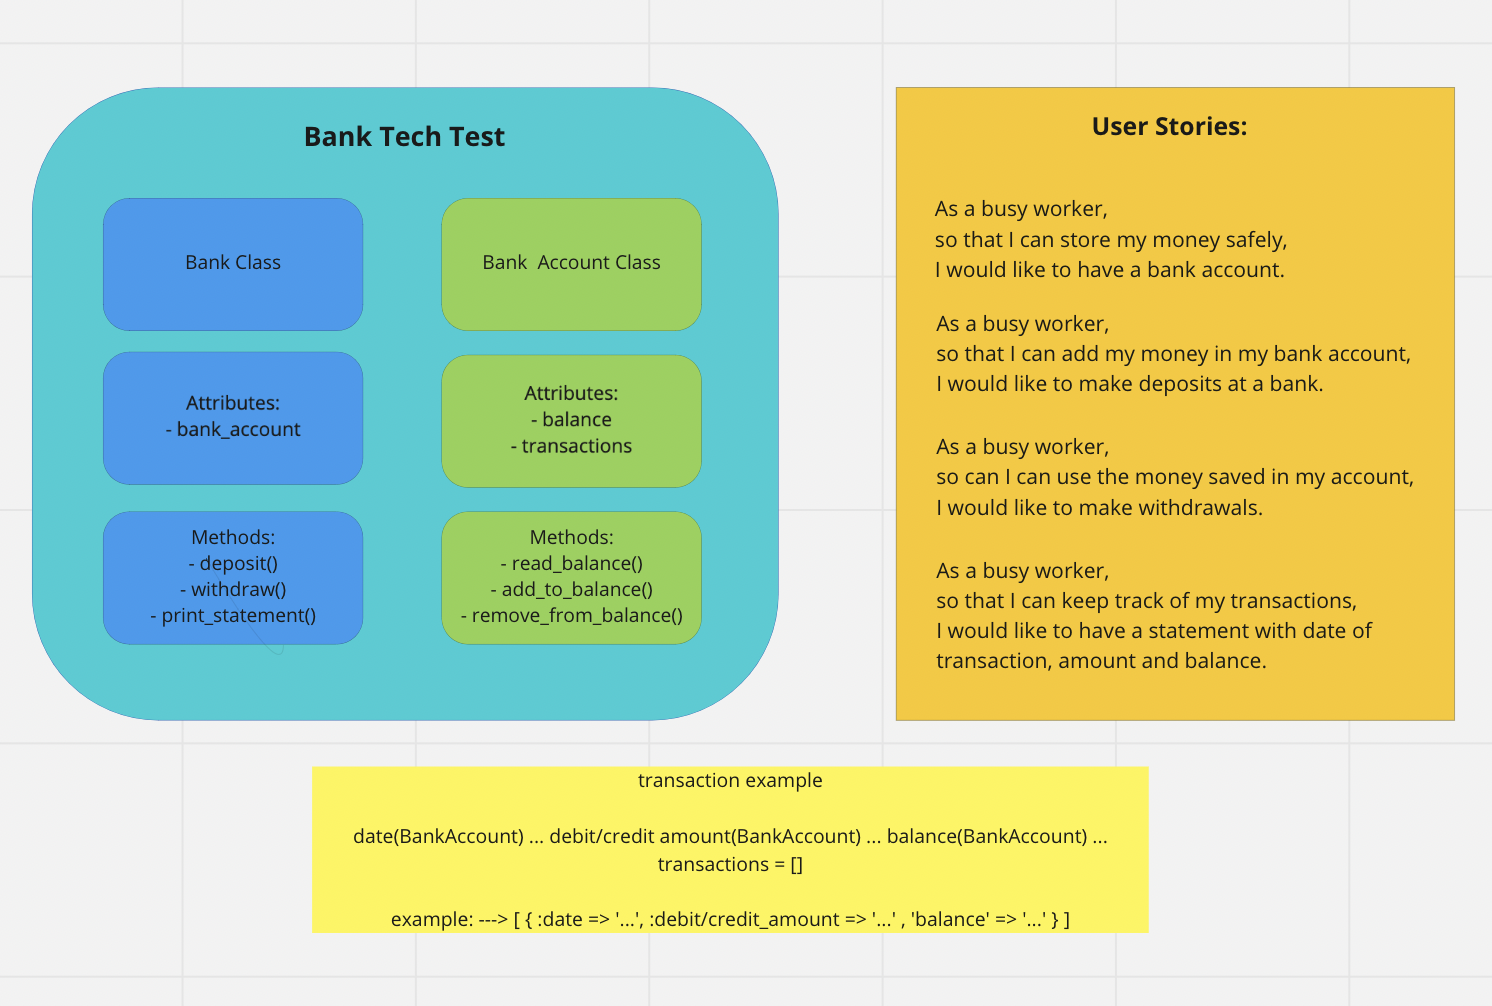 Bank Tech Test
Bank Class
Attributes:
- bank_account
Methods:
- deposit()
- withdraw()
- print_statement()
Bank  Account Class
Attributes:
- balance
- transactions
Methods:
- read_balance()
- add_to_balance()
- remove_from_balance()
User Stories:
As a busy worker,
so that I can store my money safely,
I would like to have a bank account.
As a busy worker,
so that I can add my money in my bank account,
I would like to make deposits at a bank.
As a busy worker,
so can I can use the money saved in my account,
I would like to make withdrawals.
As a busy worker,
so that I can keep track of my transactions,
I would like to have a statement with date of
transaction, amount and balance.
transaction example
date(BankAccount) ... debit/credit amount(BankAccount) ... balance(BankAccount) ...
transactions = []
example: ---> [ { :date => '...', :debit/credit_amount => '...' , 'balance' => '...' } ]